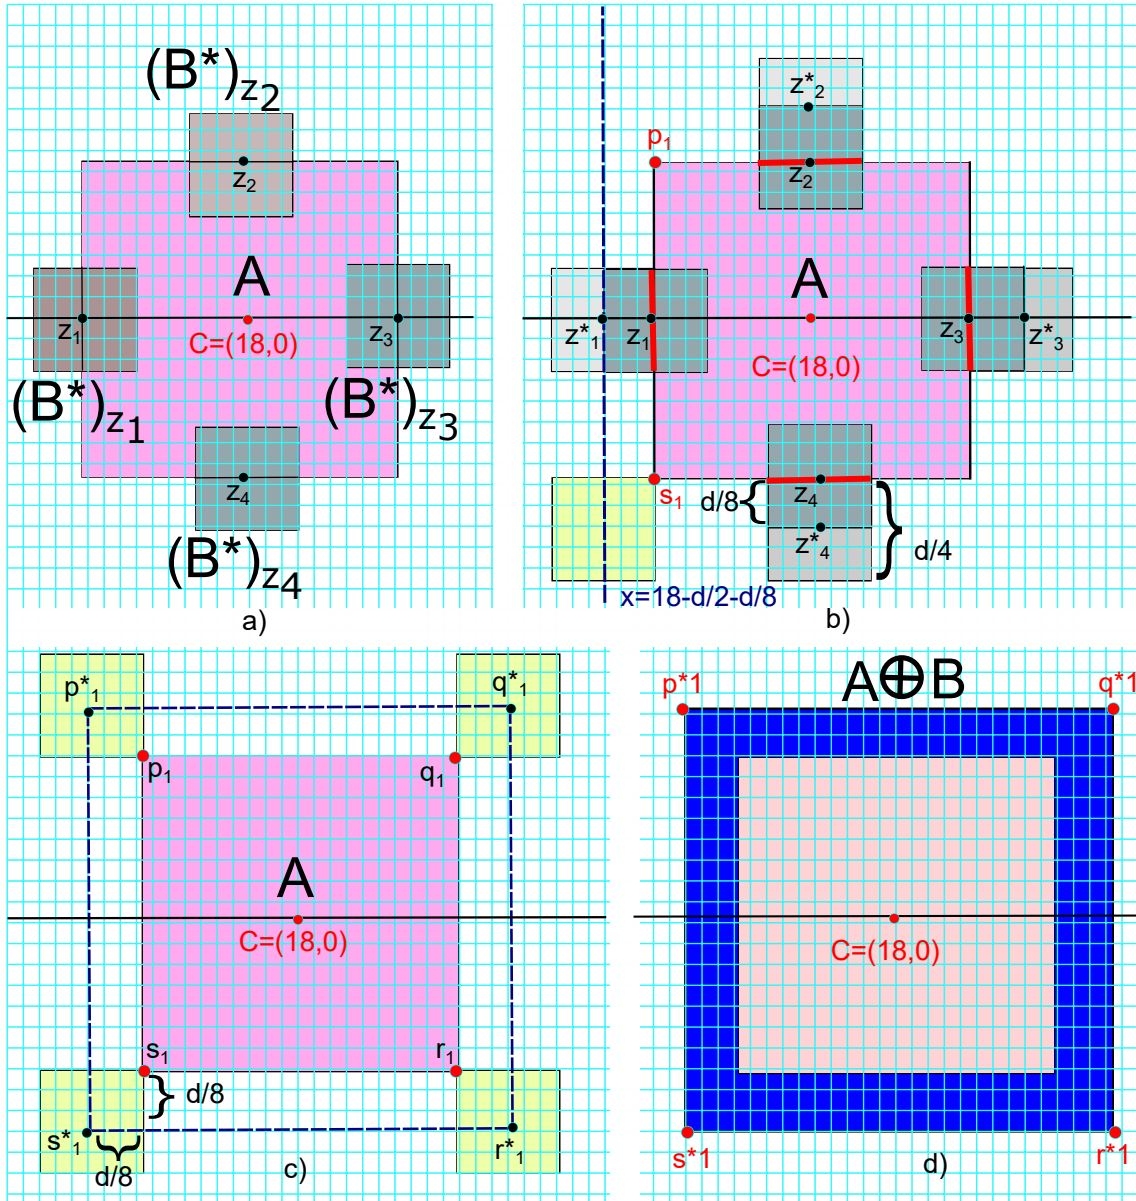 (B*)z2
z2
A
z1
z3
C=(18,0)
(B*)z1
(B*)z3
z4
(B*)z4
a)
z*2
p1
z2
A
z*1
z1
z3
z*3
C=(18,0)
s1
z4
d/8
z*4
d/4
x=18-d/2-d/8
b)
p*1
q*1
p1
q1
A
C=(18,0)
s1
r1
d/8
s*1
r*1
d/8
c)
A⊕B
p*1
q*1
C=(18,0)
s*1
r*1
d)